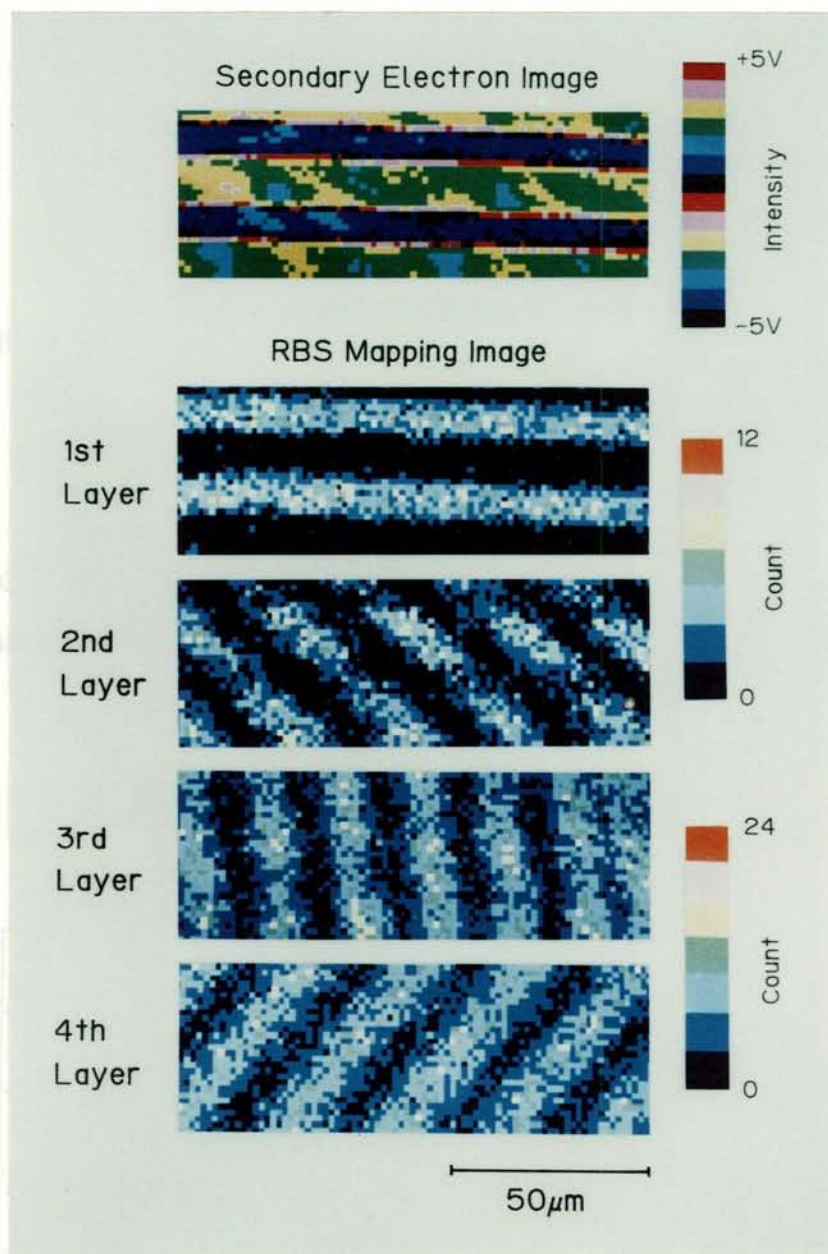 Secondary Electron Image
+5V
Intensity
-5V
RBS Mapping Image
1st
Layer
12
Count
0
2nd
Layer
3rd
Layer
24
Count
0
4th
Layer
50μm